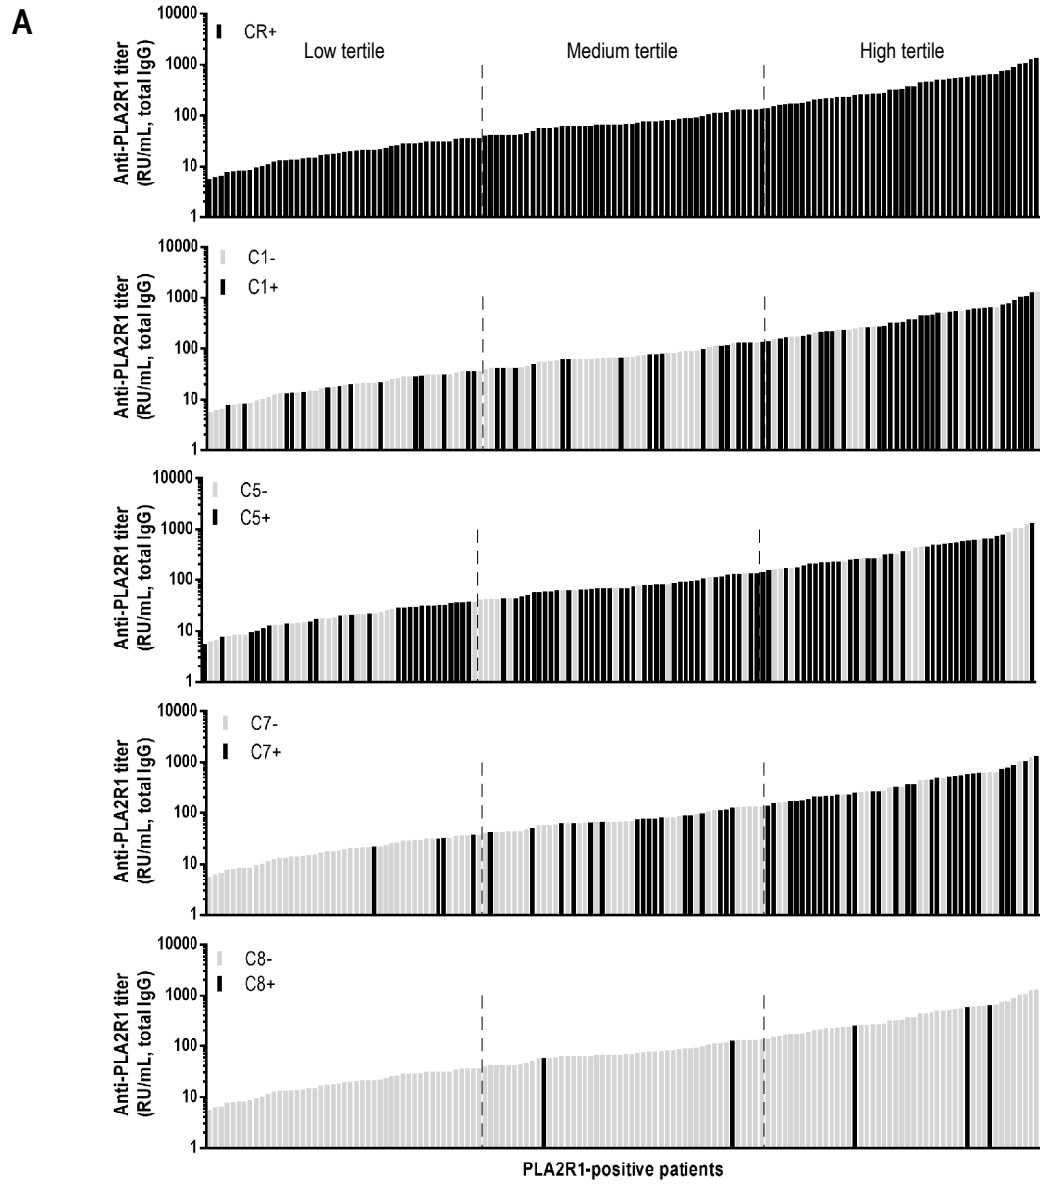 A
CR+
Low tertile
Medium tertile
High tertile
10000
1000
100
10
1
Anti-PLA2R1 titer
(RU/mL, total IgG)
C1-
C1+
10000
1000
100
10
1
Anti-PLA2R1 titer
(RU/mL, total IgG)
C5-
C5+
10000
1000
100
10
1
Anti-PLA2R1 titer
(RU/mL, total IgG)
C7-
C7+
10000
1000
100
10
1
Anti-PLA2R1 titer
(RU/mL, total IgG)
C8-
C8+
10000
1000
100
10
1
Anti-PLA2R1 titer
(RU/mL, total IgG)
PLA2R1-positive patients